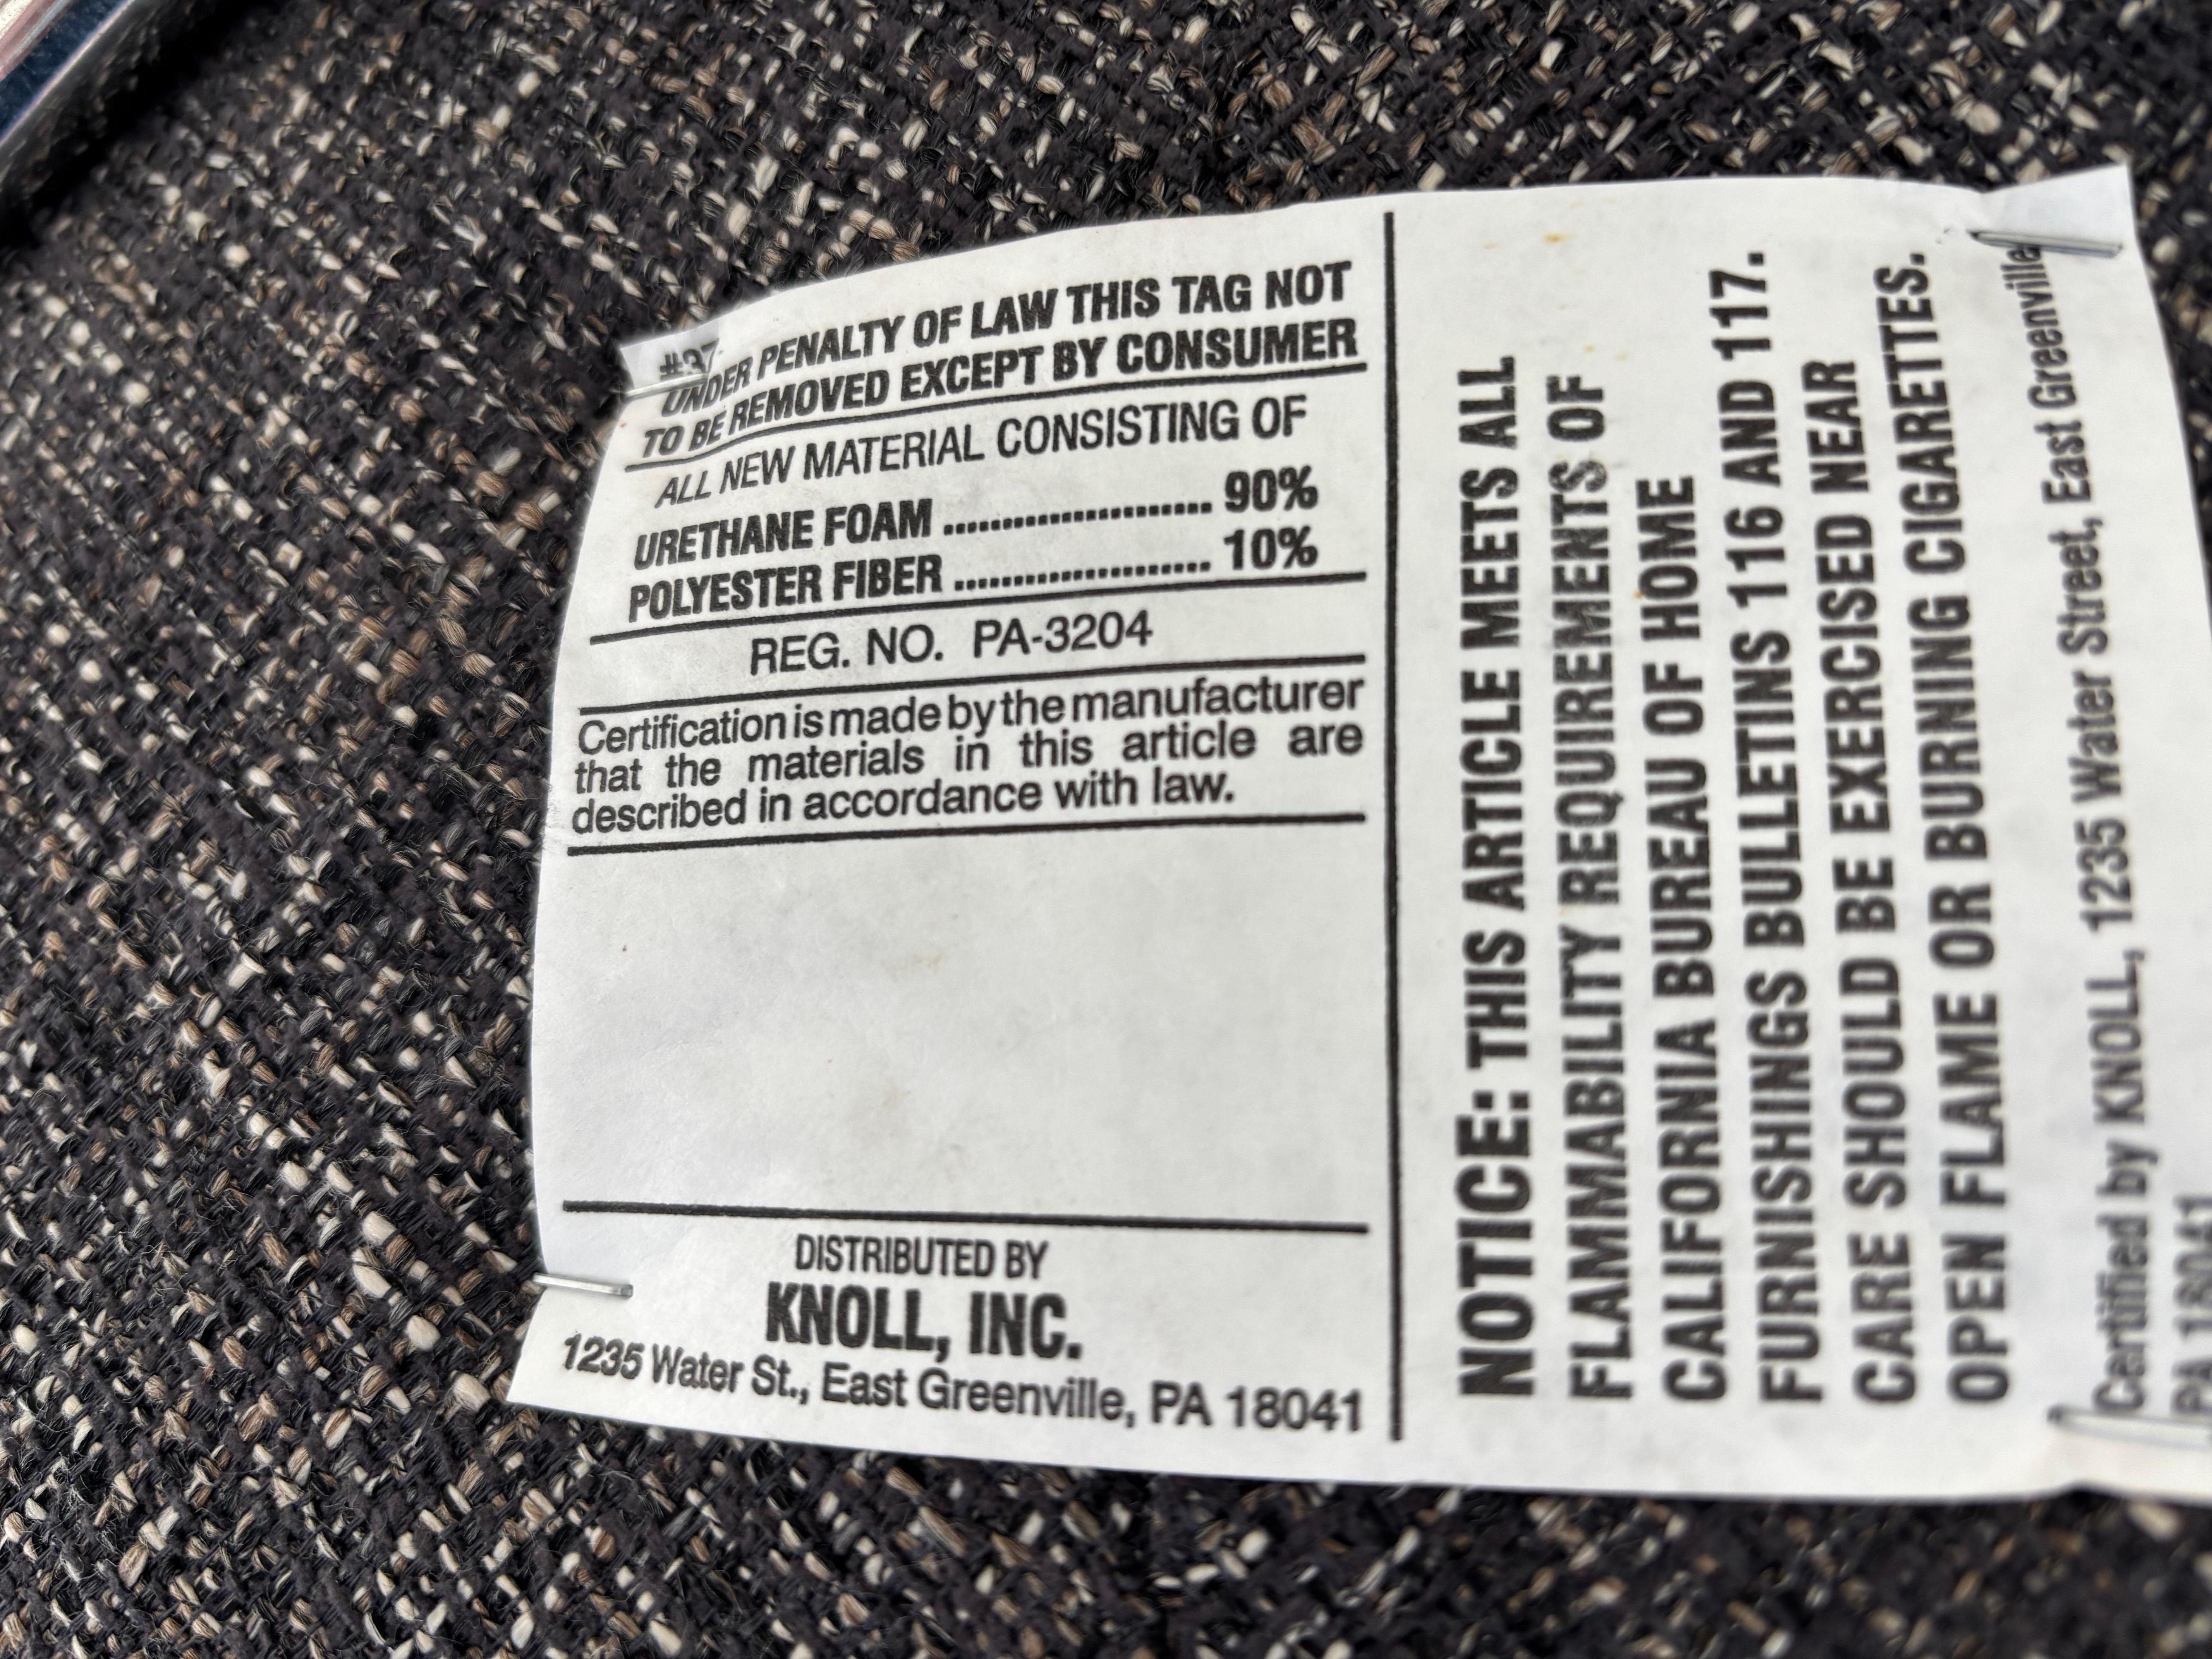 UNDER PENALTY OF LAW THIS TAG NOT
TO BE REMOVED EXCEPT BY CONSUMER
ALL NEW MATERIAL CONSISTING OF
URETHANE FOAM ....................... 90%
POLYESTER FIBER ...................... 10%
REG. NO. PA-3204
Certification is made by the manufacturer
that the materials in this article are
described in accordance with law.
DISTRIBUTED BY
KNOLL, INC.
1235 Water St., East Greenville, PA 18041
NOTICE: THIS ARTICLE MEETS ALL
FLAMMABILITY REQUIREMENTS OF
CALIFORNIA BUREAU OF HOME
FURNISHINGS BULLETINS 116 AND 117.
CARE SHOULD BE EXERCISED NEAR
OPEN FLAME OR BURNING CIGARETTES.
Certified by KNOLL, 1235 Water Street, East Greenville
PA 18041